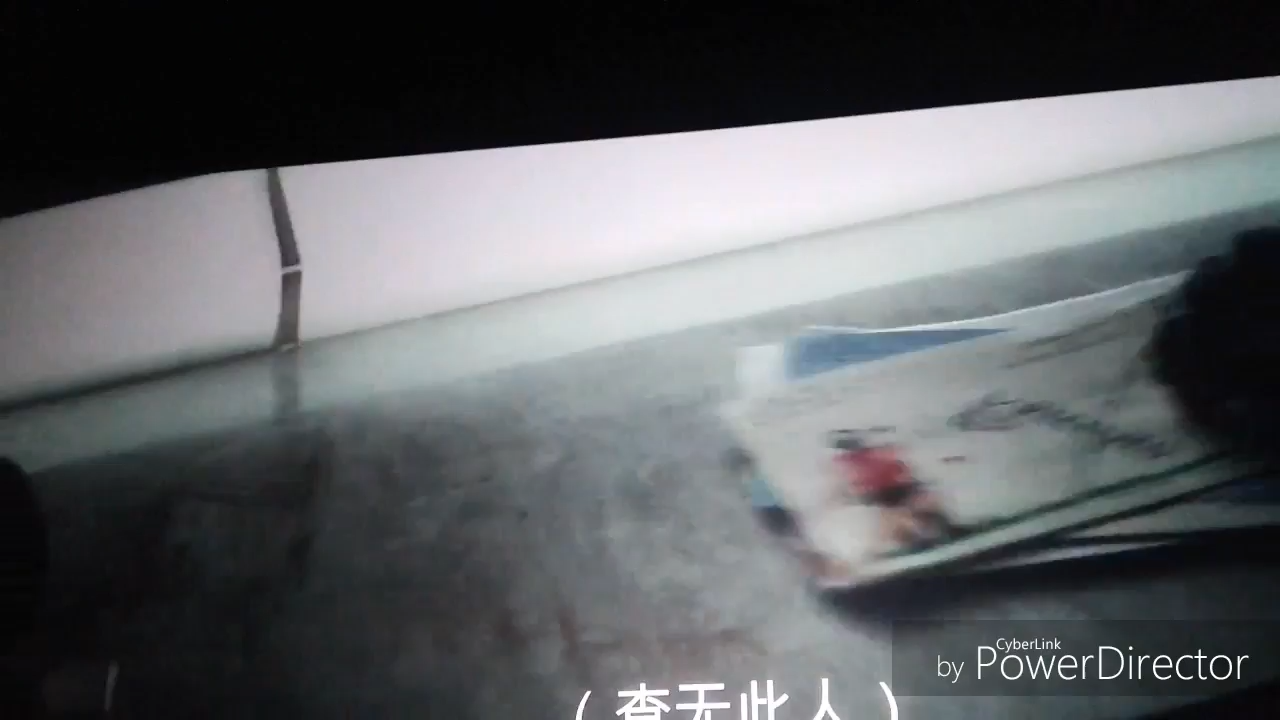 CyberLink
by PowerDirector
（查无此人）